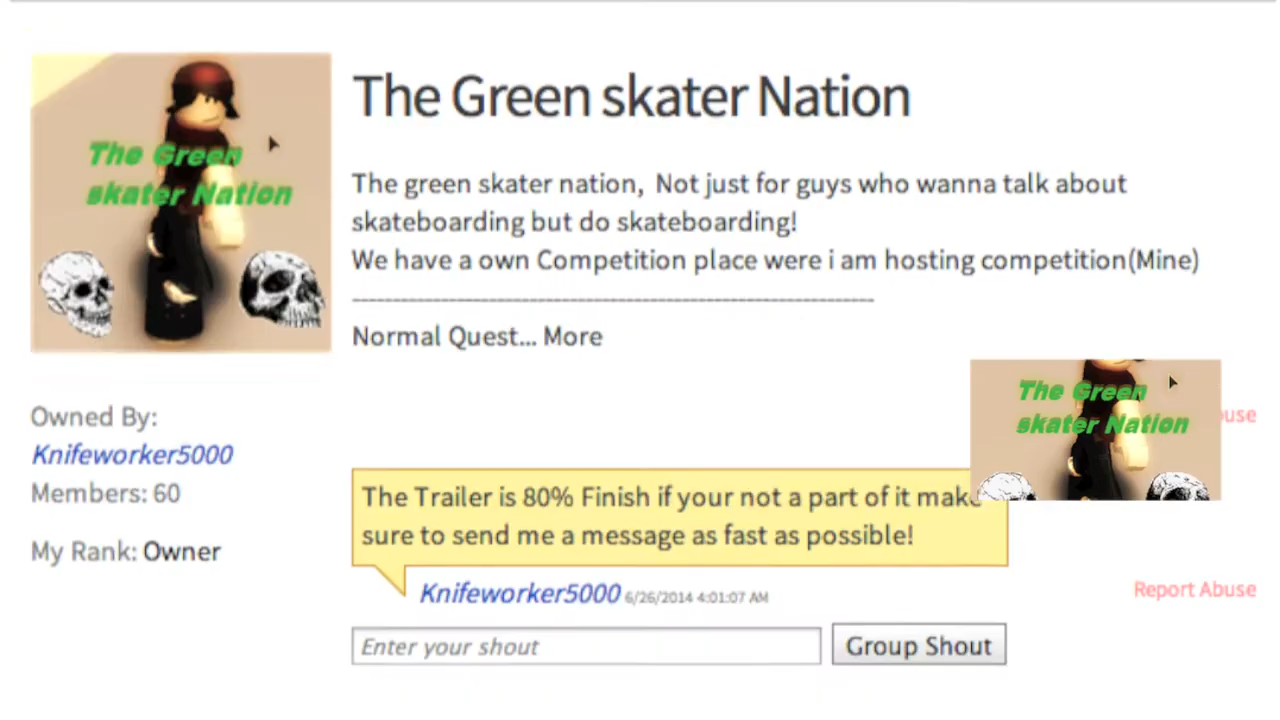 The Green skater Nation
The Green
skater Nation
The green skater nation, Not just for guys who wanna talk about
skateboarding but do skateboarding!
We have a own Competition place were i am hosting competition(Mine)
--------------------------------------------------------------------------------
Normal Quest... More
Owned By:
Knifeworker5000
Members: 60
My Rank: Owner
The Green
skater Nation
The Trailer is 80% Finish if your not a part of it make
sure to send me a message as fast as possible!
Knifeworker5000 6/26/2014 4:01:07 AM
Report Abuse
Enter your shout
Group Shout